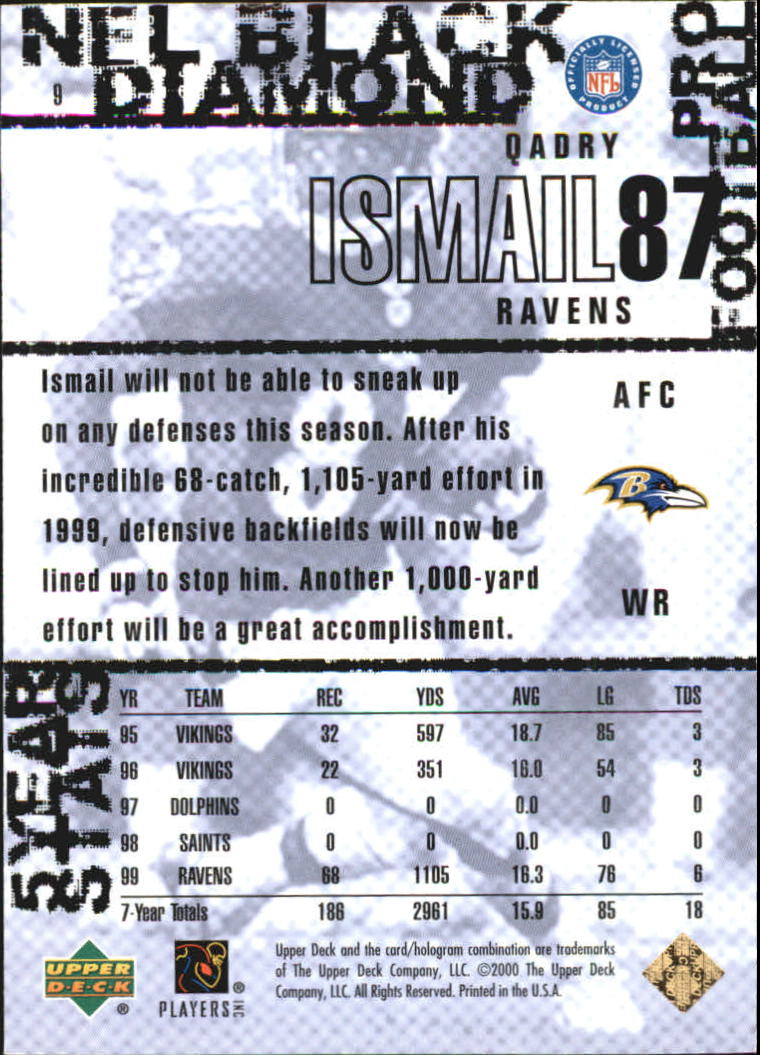 NFL BLACK
DIAMOND
9
OFFICIALLY LICENSED
NFL
PRODUCT
PRO
FOOTBALL
QADRY
ISMAIL 87
RAVENS
Ismail will not be able to sneak up
on any defenses this season. After his
incredible 68-catch, 1,105-yard effort in
1999, defensive backfields will now be
lined up to stop him. Another 1,000-yard
effort will be a great accomplishment.
AFC
B
WR
5 YEAR
STATS
YR TEAM REC YDS AVG LG TDS
95 VIKINGS 32 597 18.7 85 3
96 VIKINGS 22 351 16.0 54 3
97 DOLPHINS 0 0 0.0 0 0
98 SAINTS 0 0 0.0 0 0
99 RAVENS 68 1105 16.3 76 6
7-Year Totals 186 2961 15.9 85 18
UPPER
D·E·C·K
®
PLAYERS INC ®
Upper Deck and the card/hologram combination are trademarks
of The Upper Deck Company, LLC. ©2000 The Upper Deck
Company, LLC. All Rights Reserved. Printed in the U.S.A.